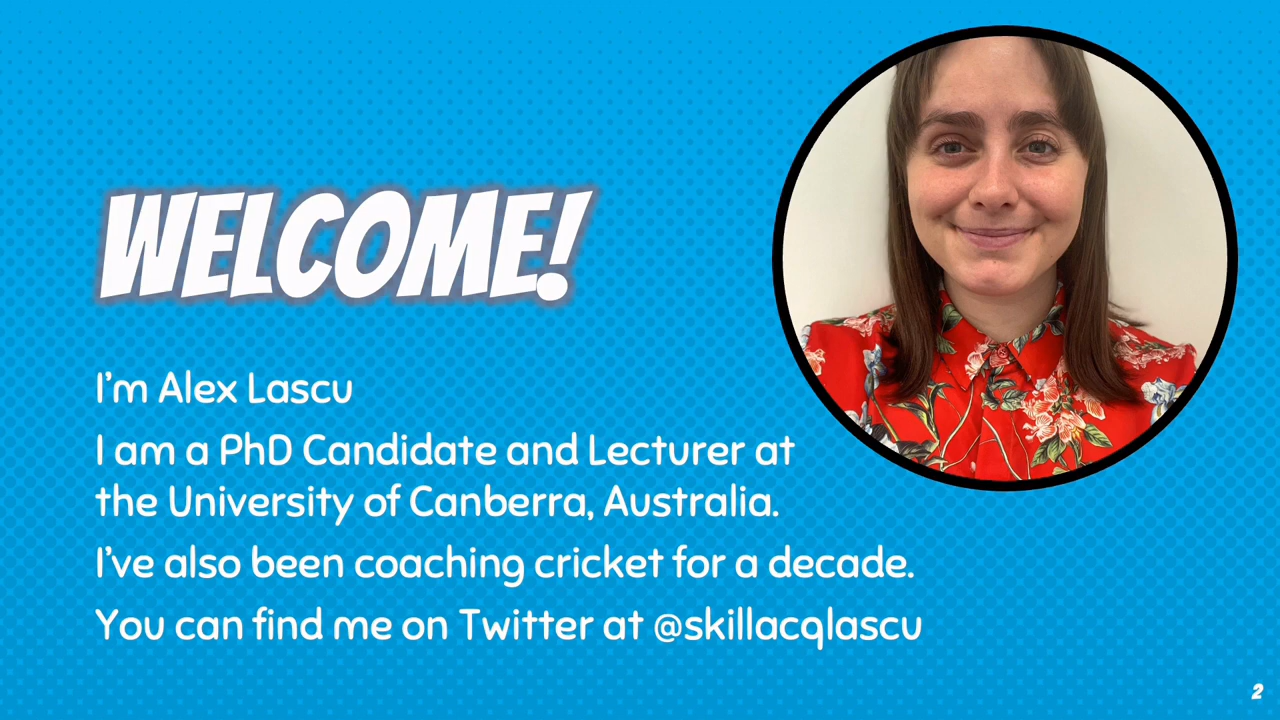 WELCOME!
I'm Alex Lascu
I am a PhD Candidate and Lecturer at
the University of Canberra, Australia.
I've also been coaching cricket for a decade.
You can find me on Twitter at @skillacqlascu
2